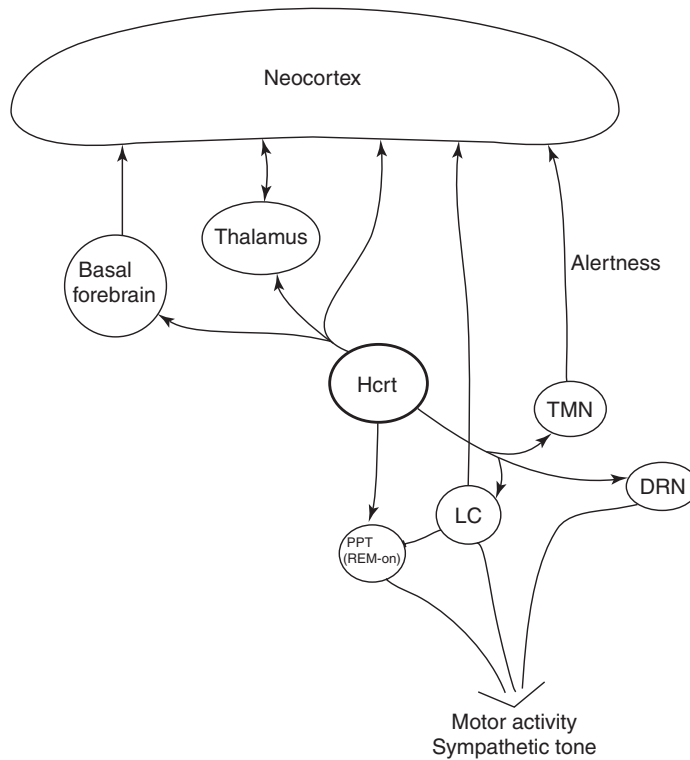 Neocortex
Thalamus
Basal
forebrain
Alertness
Hcrt
TMN
DRN
LC
PPT
(REM-on)
Motor activity
Sympathetic tone